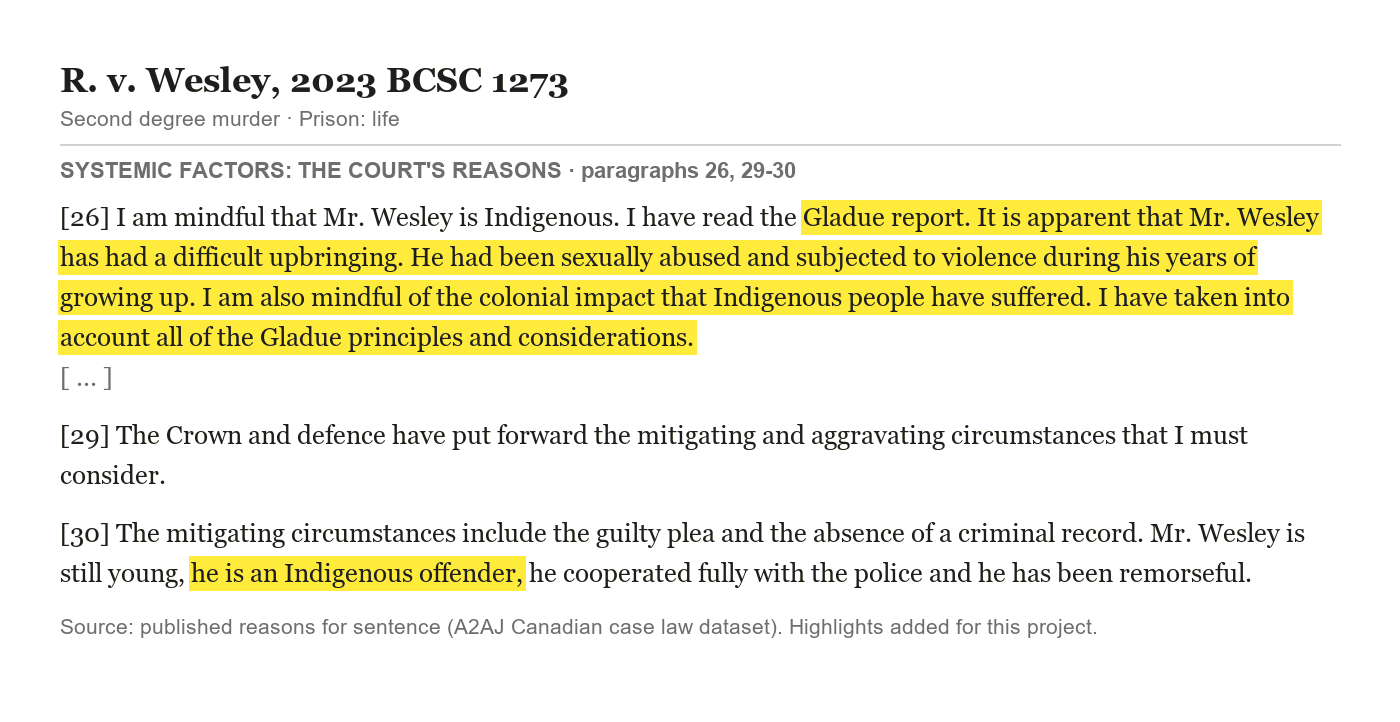 R. v. Wesley, 2023 BCSC 1273
Second degree murder · Prison: life
SYSTEMIC FACTORS: THE COURT'S REASONS · paragraphs 26, 29-30
[26] I am mindful that Mr. Wesley is Indigenous. I have read the Gladue report. It is apparent that Mr. Wesley
has had a difficult upbringing. He had been sexually abused and subjected to violence during his years of
growing up. I am also mindful of the colonial impact that Indigenous people have suffered. I have taken into
account all of the Gladue principles and considerations.
[ ... ]
[29] The Crown and defence have put forward the mitigating and aggravating circumstances that I must
consider.
[30] The mitigating circumstances include the guilty plea and the absence of a criminal record. Mr. Wesley is
still young, he is an Indigenous offender, he cooperated fully with the police and he has been remorseful.
Source: published reasons for sentence (A2AJ Canadian case law dataset). Highlights added for this project.